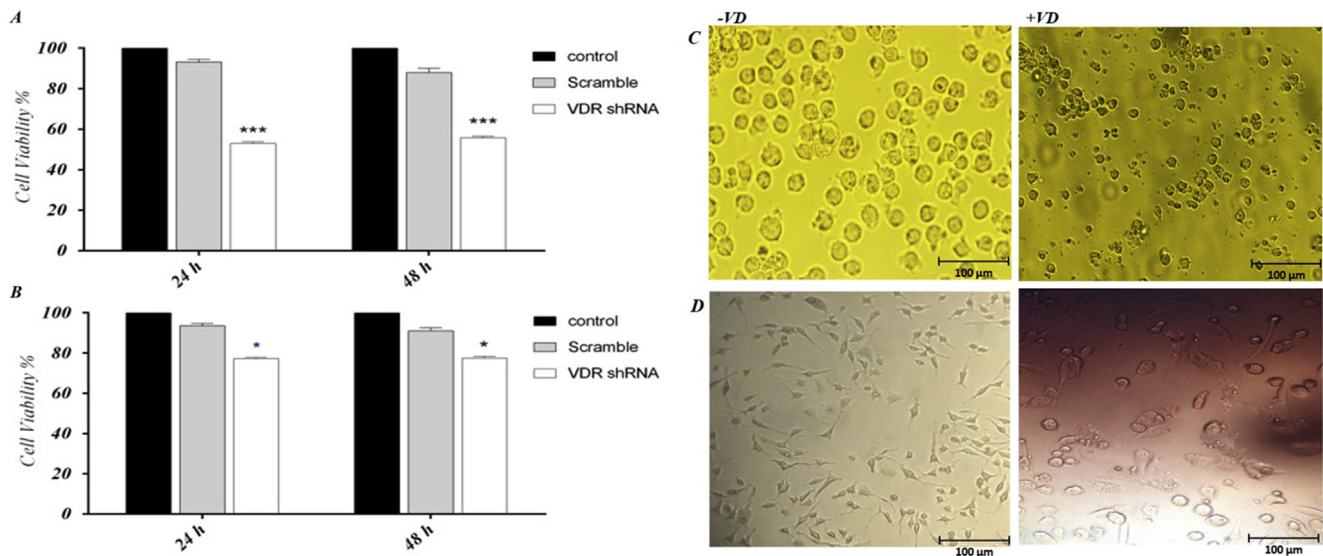 A
Cell Viability %
100
80
60
40
20
0
***
***
24 h
48 h
control
Scramble
VDR shRNA
B
Cell Viability %
100
80
60
40
20
0
*
*
24 h
48 h
control
Scramble
VDR shRNA
-VD
+VD
C
100 µm
100 µm
D
100 µm
100 µm